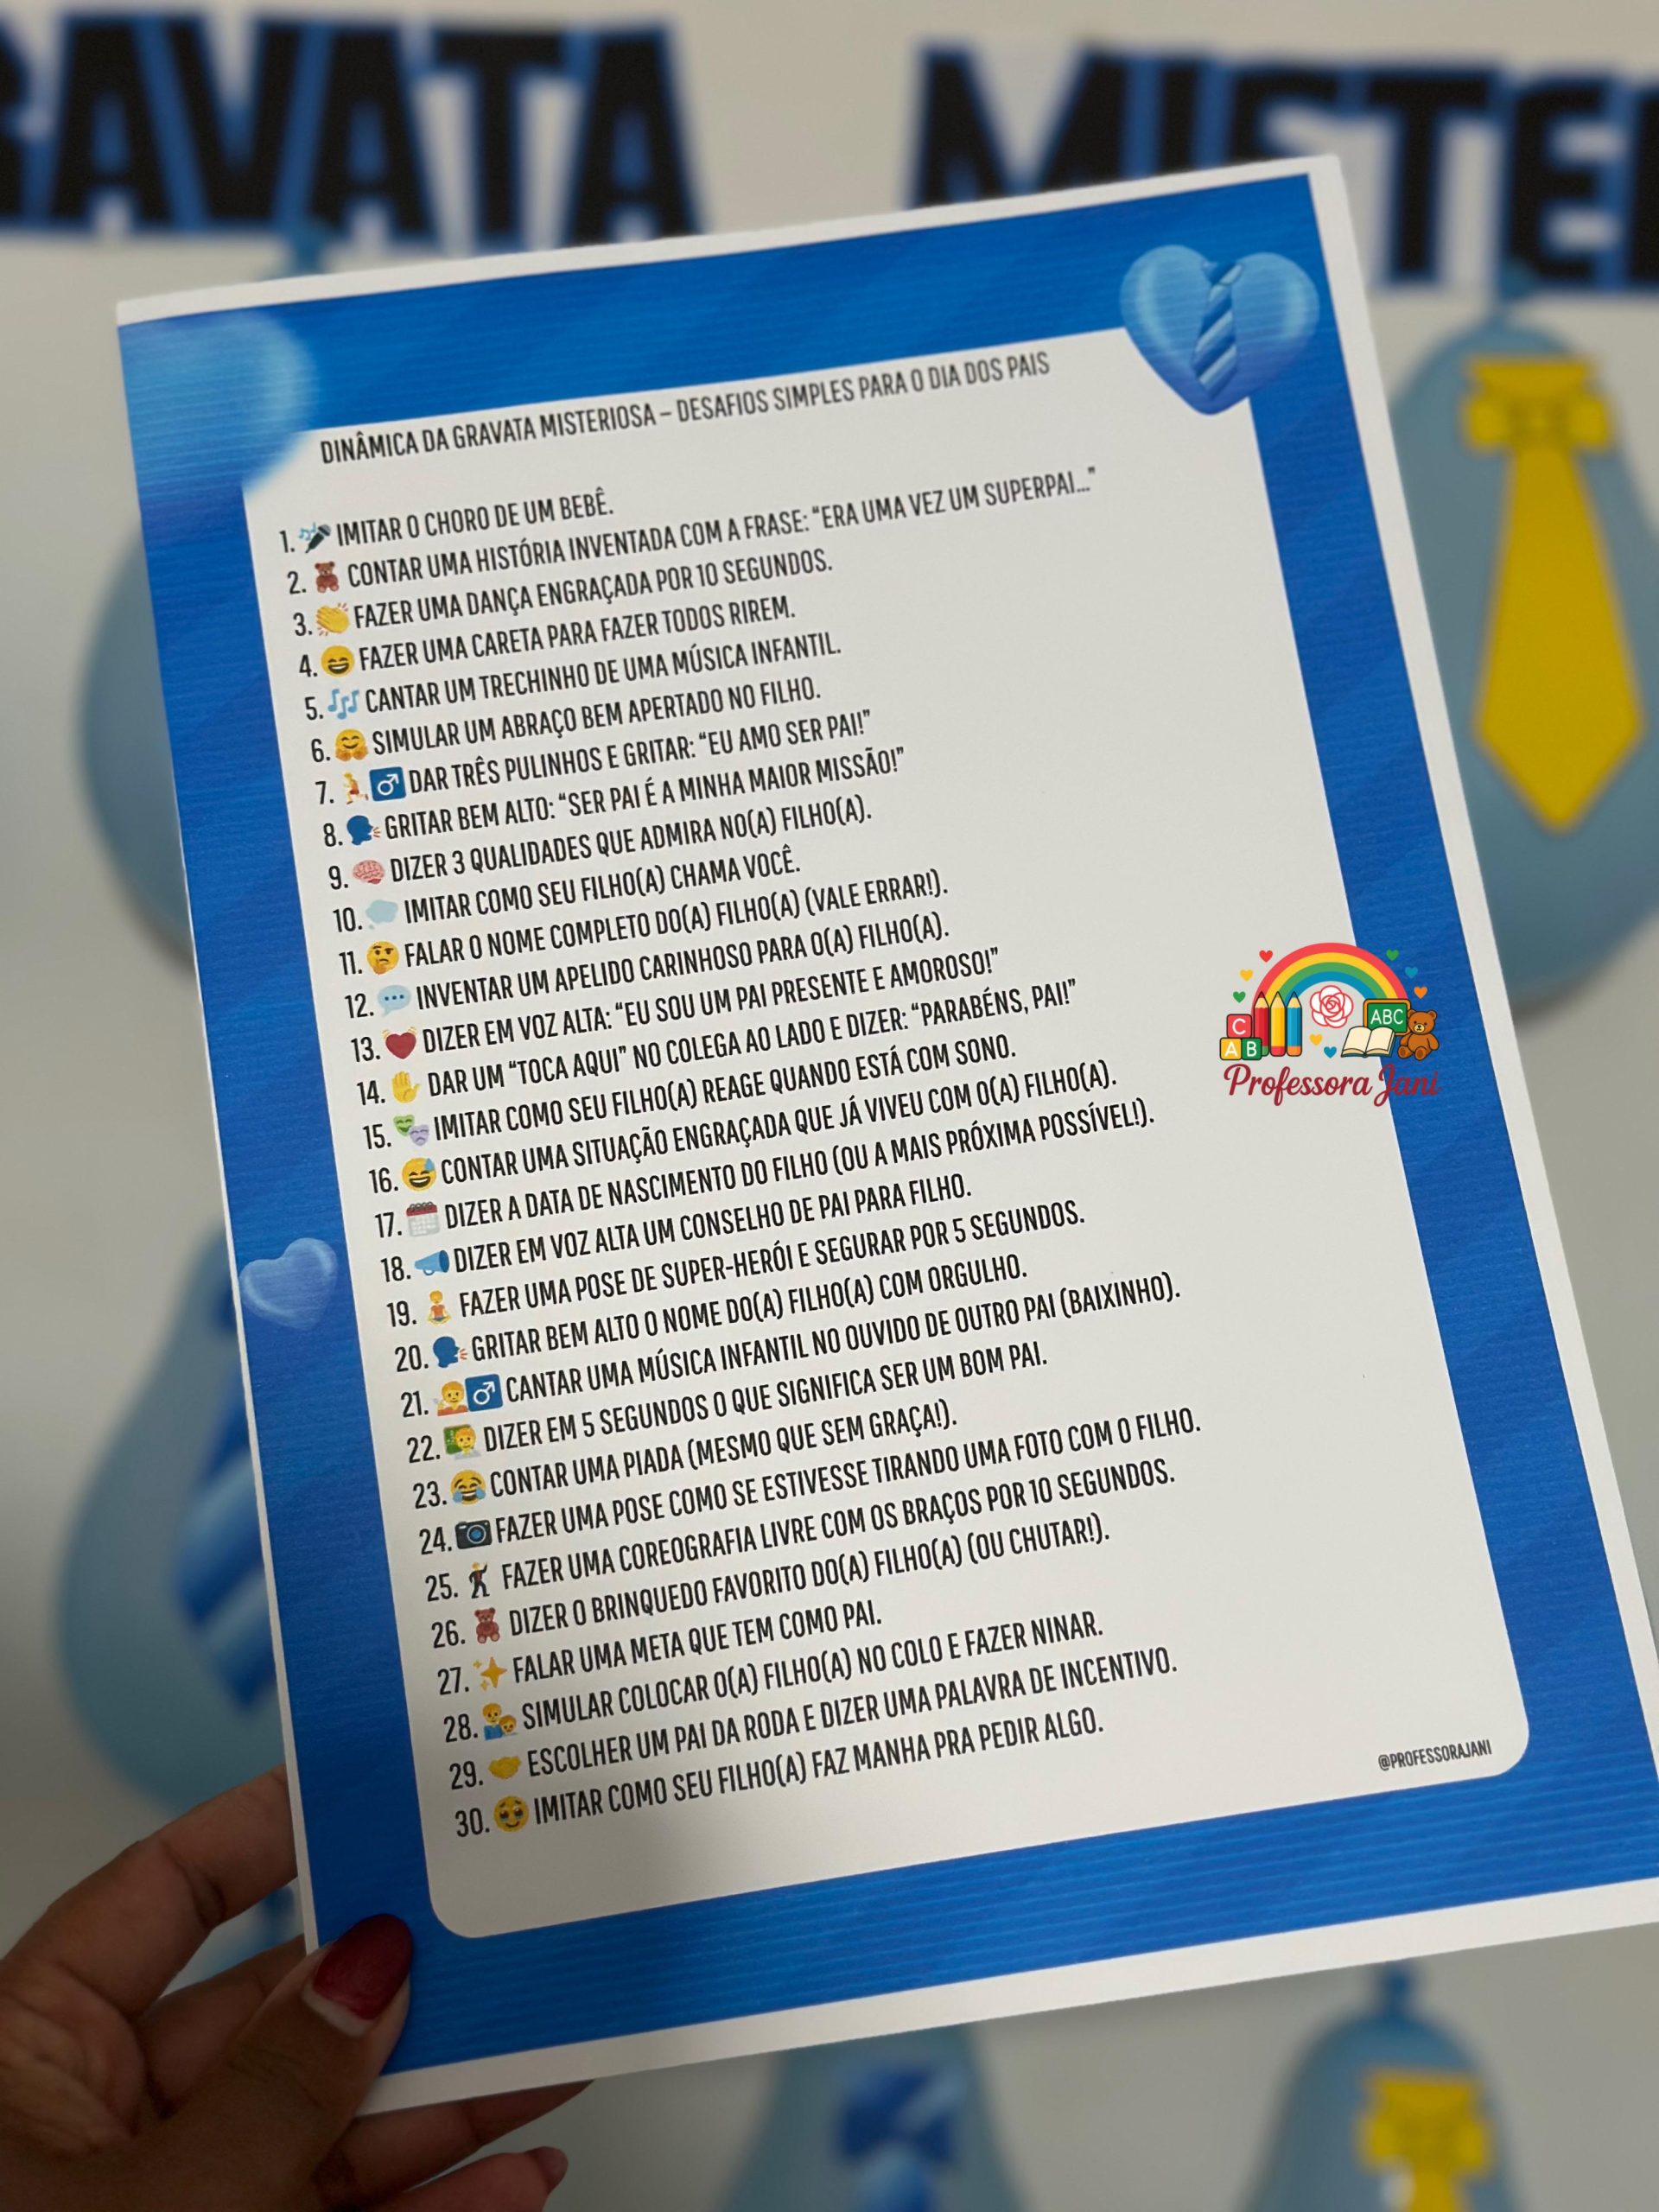 GRAVATA MISTE
DINÂMICA DA GRAVATA MISTERIOSA – DESAFIOS SIMPLES PARA O DIA DOS PAIS
1. 🎤 IMITAR O CHORO DE UM BEBÊ.
2. 🧸 CONTAR UMA HISTÓRIA INVENTADA COM A FRASE: “ERA UMA VEZ UM SUPERPAI...”
3. 👏 FAZER UMA DANÇA ENGRAÇADA POR 10 SEGUNDOS.
4. 😄 FAZER UMA CARETA PARA FAZER TODOS RIREM.
5. 🎶 CANTAR UM TRECHINHO DE UMA MÚSICA INFANTIL.
6. 🤗 SIMULAR UM ABRAÇO BEM APERTADO NO FILHO.
7. 🏃♂️ DAR TRÊS PULINHOS E GRITAR: “EU AMO SER PAI!”
8. 🗣️ GRITAR BEM ALTO: “SER PAI É A MINHA MAIOR MISSÃO!”
9. 🧠 DIZER 3 QUALIDADES QUE ADMIRA NO(A) FILHO(A).
10. 💭 IMITAR COMO SEU FILHO(A) CHAMA VOCÊ.
11. 🤔 FALAR O NOME COMPLETO DO(A) FILHO(A) (VALE ERRAR!).
12. 💬 INVENTAR UM APELIDO CARINHOSO PARA O(A) FILHO(A).
13. 💓 DIZER EM VOZ ALTA: “EU SOU UM PAI PRESENTE E AMOROSO!”
14. ✋ DAR UM “TOCA AQUI” NO COLEGA AO LADO E DIZER: “PARABÉNS, PAI!”
15. 🎭 IMITAR COMO SEU FILHO(A) REAGE QUANDO ESTÁ COM SONO.
16. 😅 CONTAR UMA SITUAÇÃO ENGRAÇADA QUE JÁ VIVEU COM O(A) FILHO(A).
17. 📅 DIZER A DATA DE NASCIMENTO DO FILHO (OU A MAIS PRÓXIMA POSSÍVEL!).
18. 📣 DIZER EM VOZ ALTA UM CONSELHO DE PAI PARA FILHO.
19. 🧘 FAZER UMA POSE DE SUPER-HERÓI E SEGURAR POR 5 SEGUNDOS.
20. 🗣️ GRITAR BEM ALTO O NOME DO(A) FILHO(A) COM ORGULHO.
21. 💁♂️ CANTAR UMA MÚSICA INFANTIL NO OUVIDO DE OUTRO PAI (BAIXINHO).
22. 🧑‍🏫 DIZER EM 5 SEGUNDOS O QUE SIGNIFICA SER UM BOM PAI.
23. 😂 CONTAR UMA PIADA (MESMO QUE SEM GRAÇA!).
24. 📷 FAZER UMA POSE COMO SE ESTIVESSE TIRANDO UMA FOTO COM O FILHO.
25. 🕺 FAZER UMA COREOGRAFIA LIVRE COM OS BRAÇOS POR 10 SEGUNDOS.
26. 🧸 DIZER O BRINQUEDO FAVORITO DO(A) FILHO(A) (OU CHUTAR!).
27. ✨ FALAR UMA META QUE TEM COMO PAI.
28. 👨‍👦 SIMULAR COLOCAR O(A) FILHO(A) NO COLO E FAZER NINAR.
29. 🤝 ESCOLHER UM PAI DA RODA E DIZER UMA PALAVRA DE INCENTIVO.
30. 🥹 IMITAR COMO SEU FILHO(A) FAZ MANHA PRA PEDIR ALGO.
@PROFESSORAJANI
C
A B
ABC
Professora Jani